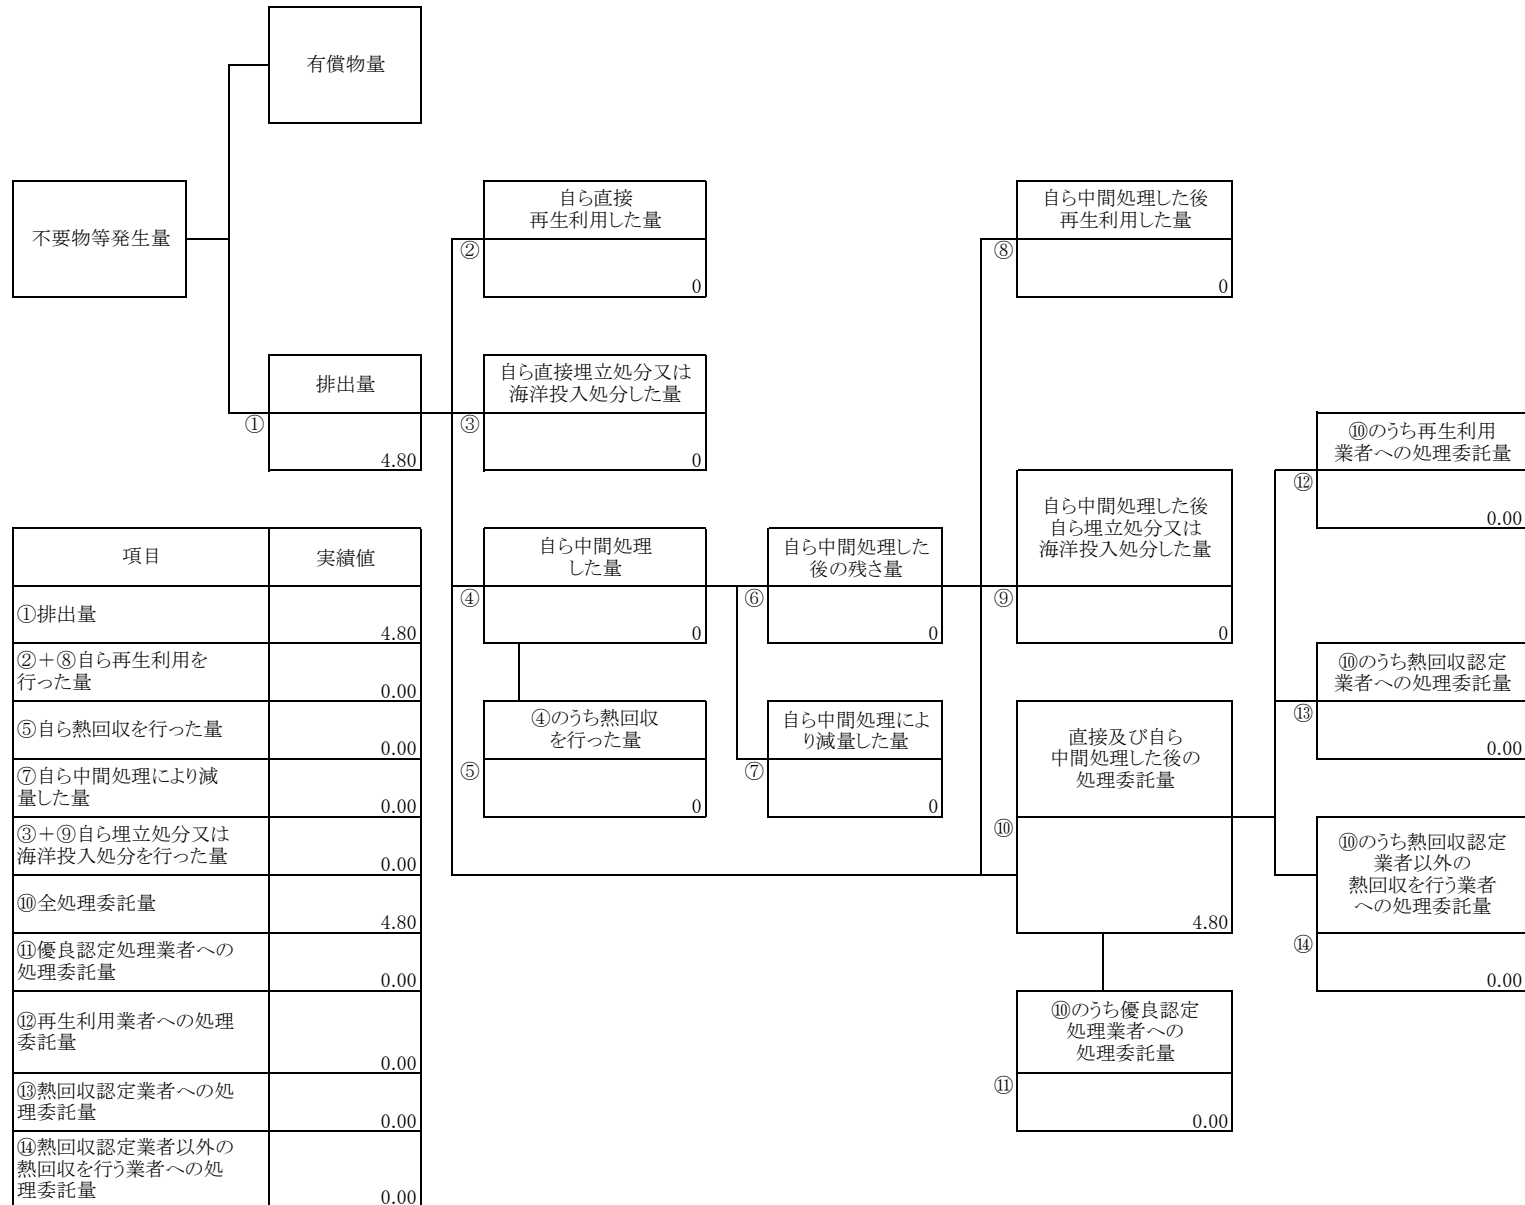 有償物量
不要物等発生量
自ら直接
再生利用した量
②
0
自ら中間処理した後
再生利用した量
⑧
0
排出量
①
4.80
自ら直接埋立処分又は
海洋投入処分した量
③
0
⑩のうち再生利用
業者への処理委託量
⑫
0.00
自ら中間処理した後
自ら埋立処分又は
海洋投入処分した量
⑨
0
自ら中間処理
した量
④
0
自ら中間処理した
後の残さ量
⑥
0
⑩のうち熱回収認定
業者への処理委託量
⑬
0.00
④のうち熱回収
を行った量
⑤
0
自ら中間処理によ
り減量した量
⑦
0
直接及び自ら
中間処理した後の
処理委託量
⑩
4.80
⑩のうち熱回収認定
業者以外の
熱回収を行う業者
への処理委託量
⑭
0.00
⑩のうち優良認定
処理業者への
処理委託量
⑪
0.00
項目 実績値
①排出量
4.80
②＋⑧自ら再生利用を
行った量
0.00
⑤自ら熱回収を行った量
0.00
⑦自ら中間処理により減
量した量
0.00
③＋⑨自ら埋立処分又は
海洋投入処分を行った量
0.00
⑩全処理委託量
4.80
⑪優良認定処理業者への
処理委託量
0.00
⑫再生利用業者への処理
委託量
0.00
⑬熱回収認定業者への処
理委託量
0.00
⑭熱回収認定業者以外の
熱回収を行う業者への処
理委託量
0.00